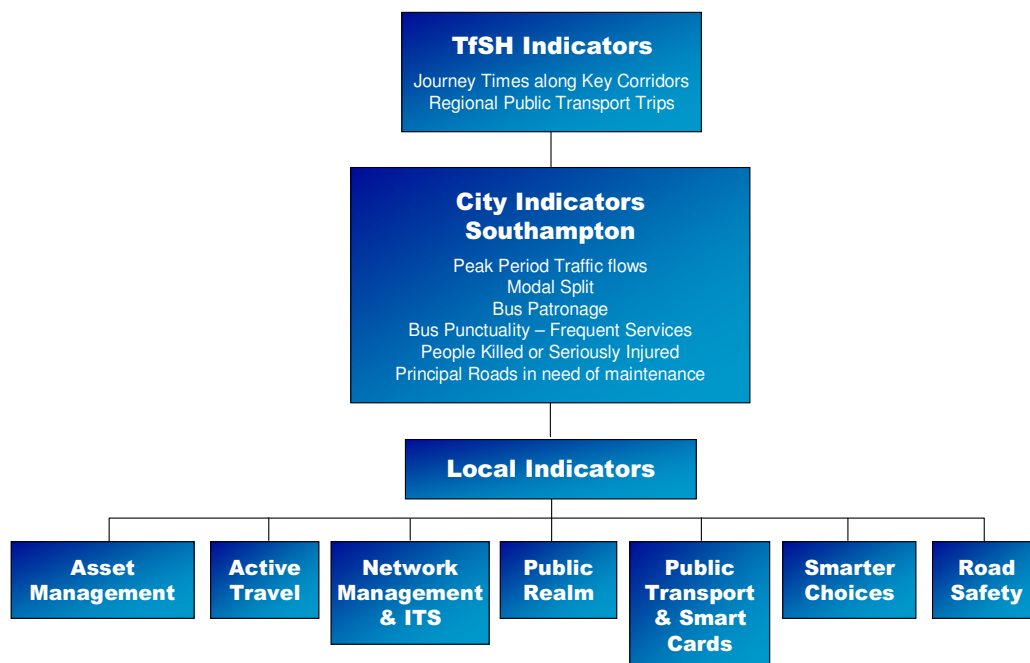 TfSH Indicators
Journey Times along Key Corridors
Regional Public Transport Trips
City Indicators
Southampton
Peak Period Traffic flows
Modal Split
Bus Patronage
Bus Punctuality – Frequent Services
People Killed or Seriously Injured
Principal Roads in need of maintenance
Local Indicators
Asset
Management
Active
Travel
Network
Management
& ITS
Public
Realm
Public
Transport
& Smart
Cards
Smarter
Choices
Road
Safety